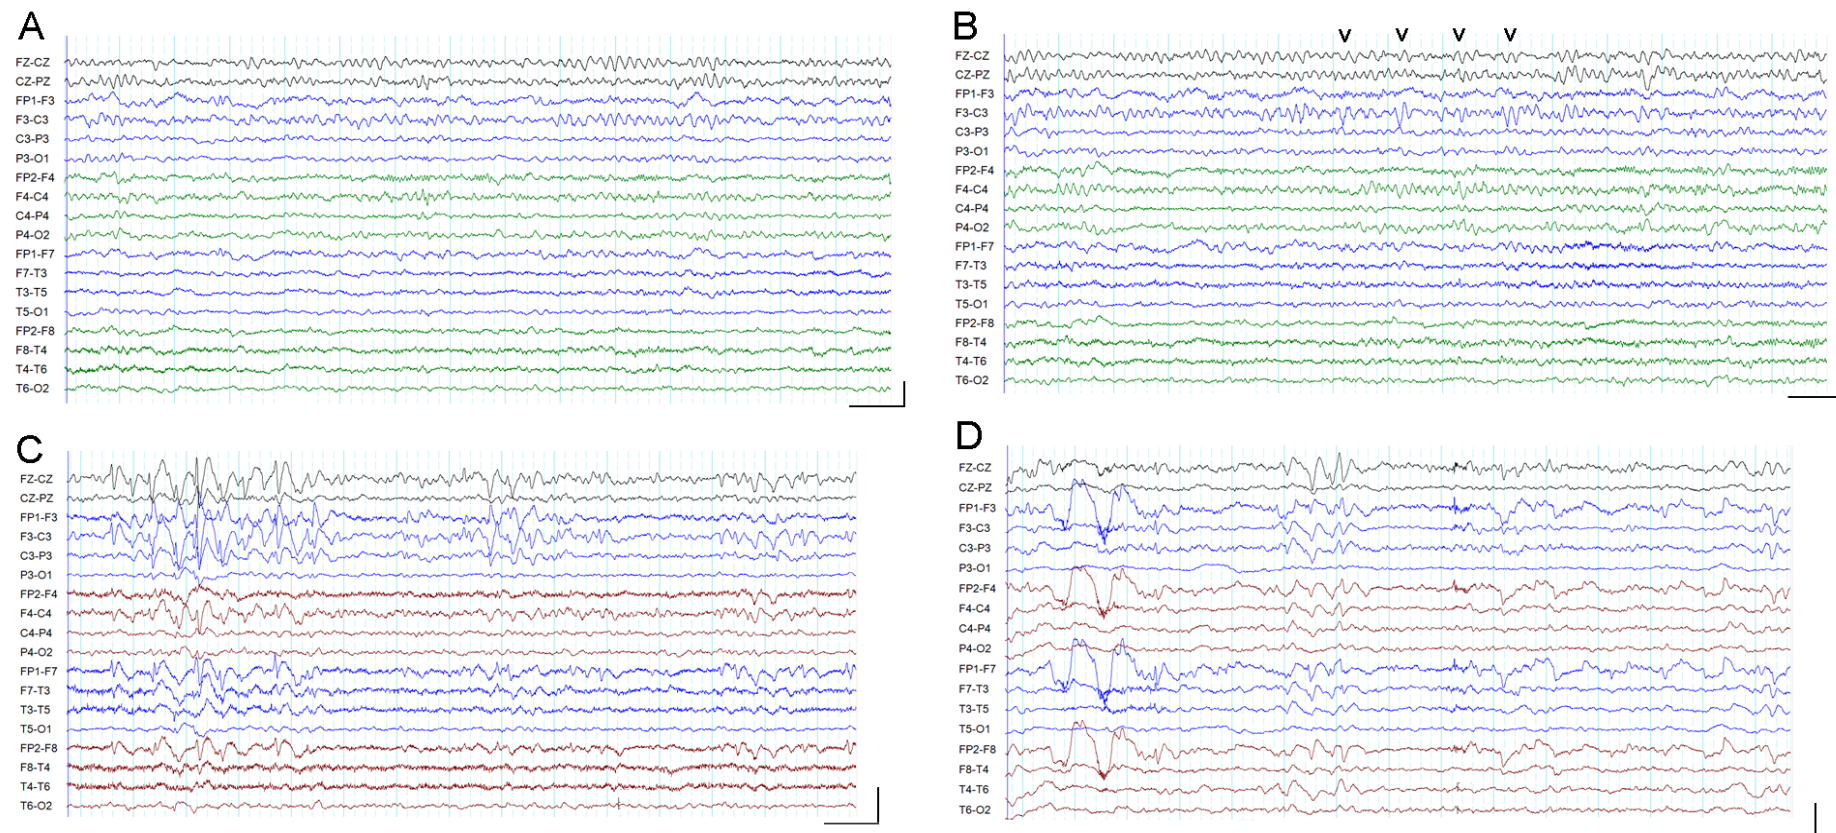 A
FZ-CZ
CZ-PZ
FP1-F3
F3-C3
C3-P3
P3-O1
FP2-F4
F4-C4
C4-P4
P4-O2
FP1-F7
F7-T3
T3-T5
T5-O1
FP2-F8
F8-T4
T4-T6
T6-O2
B
v v v v
FZ-CZ
CZ-PZ
FP1-F3
F3-C3
C3-P3
P3-O1
FP2-F4
F4-C4
C4-P4
P4-O2
FP1-F7
F7-T3
T3-T5
T5-O1
FP2-F8
F8-T4
T4-T6
T6-O2
C
FZ-CZ
CZ-PZ
FP1-F3
F3-C3
C3-P3
P3-O1
FP2-F4
F4-C4
C4-P4
P4-O2
FP1-F7
F7-T3
T3-T5
T5-O1
FP2-F8
F8-T4
T4-T6
T6-O2
D
FZ-CZ
CZ-PZ
FP1-F3
F3-C3
C3-P3
P3-O1
FP2-F4
F4-C4
C4-P4
P4-O2
FP1-F7
F7-T3
T3-T5
T5-O1
FP2-F8
F8-T4
T4-T6
T6-O2